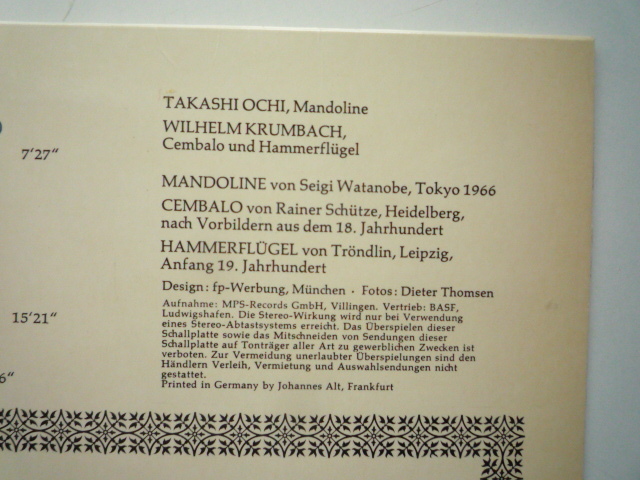 TAKASHI OCHI, Mandoline
WILHELM KRUMBACH,
Cembalo und Hammerflügel
7'27"
MANDOLINE von Seigi Watanobe, Tokyo 1966
CEMBALO von Rainer Schütze, Heidelberg,
nach Vorbildern aus dem 18. Jahrhundert
HAMMERFLÜGEL von Tröndlin, Leipzig,
Anfang 19. Jahrhundert
Design: fp-Werbung, München · Fotos: Dieter Thomsen
Aufnahme: MPS-Records GmbH, Villingen. Vertrieb: BASF,
Ludwigshafen. Die Stereo-Wirkung wird nur bei Verwendung
eines Stereo-Abtastsystems erreicht. Das Überspielen dieser
15'21"
Schallplatte sowie das Mitschneiden von Sendungen dieser
Schallplatte auf Tonträger aller Art zu gewerblichen Zwecken ist
verboten. Zur Vermeidung unerlaubter Überspielungen sind den
Händlern Verleih, Vermietung und Auswahlsendungen nicht
gestattet.
6"
Printed in Germany by Johannes Alt, Frankfurt